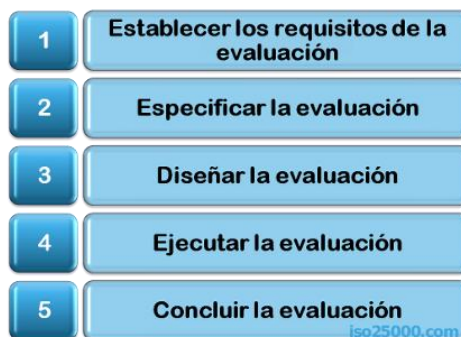 1
Establecer los requisitos de la
evaluación
2
Especificar la evaluación
3
Diseñar la evaluación
4
Ejecutar la evaluación
5
Concluir la evaluación
iso25000.com